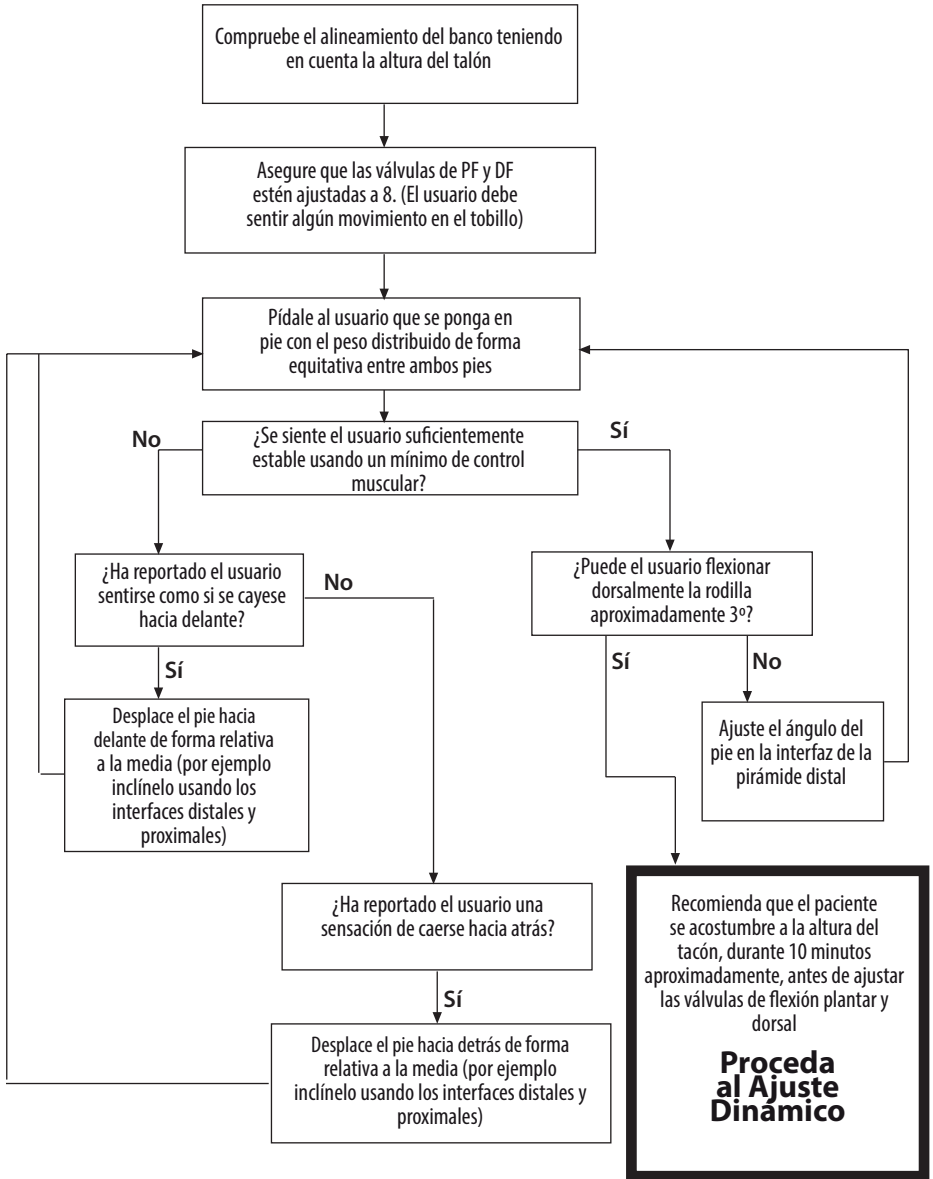 Compruebe el alineamiento del banco teniendo
en cuenta la altura del talón
Asegure que las válvulas de PF y DF
estén ajustadas a 8. (El usuario debe
sentir algún movimiento en el tobillo)
Pídale al usuario que se ponga en
pie con el peso distribuido de forma
equitativa entre ambos pies
No
¿Se siente el usuario suficientemente
estable usando un mínimo de control
muscular?
Sí
¿Ha reportado el usuario
sentirse como si se cayese
hacia delante?
No
Sí
Desplace el pie hacia
delante de forma relativa
a la media (por ejemplo
inclínelo usando los
interfaces distales y
proximales)
¿Puede el usuario flexionar
dorsalmente la rodilla
aproximadamente 3º?
Sí
No
Ajuste el ángulo del
pie en la interfaz de la
pirámide distal
¿Ha reportado el usuario una
sensación de caerse hacia atrás?
Sí
Desplace el pie hacia detrás de forma
relativa a la media (por ejemplo
inclínelo usando los interfaces distales y
proximales)
Recomienda que el paciente
se acostumbre a la altura del
tacón, durante 10 minutos
aproximadamente, antes de ajustar
las válvulas de flexión plantar y
dorsal
Proceda
al Ajuste
Dinámico